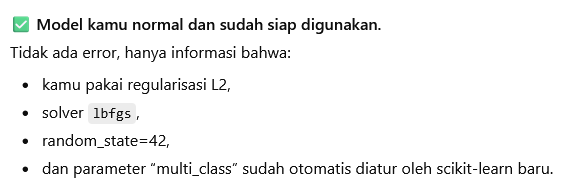 ✅ Model kamu normal dan sudah siap digunakan.
Tidak ada error, hanya informasi bahwa:
• kamu pakai regularisasi L2,
• solver lbfgs,
• random_state=42,
• dan parameter “multi_class” sudah otomatis diatur oleh scikit-learn baru.